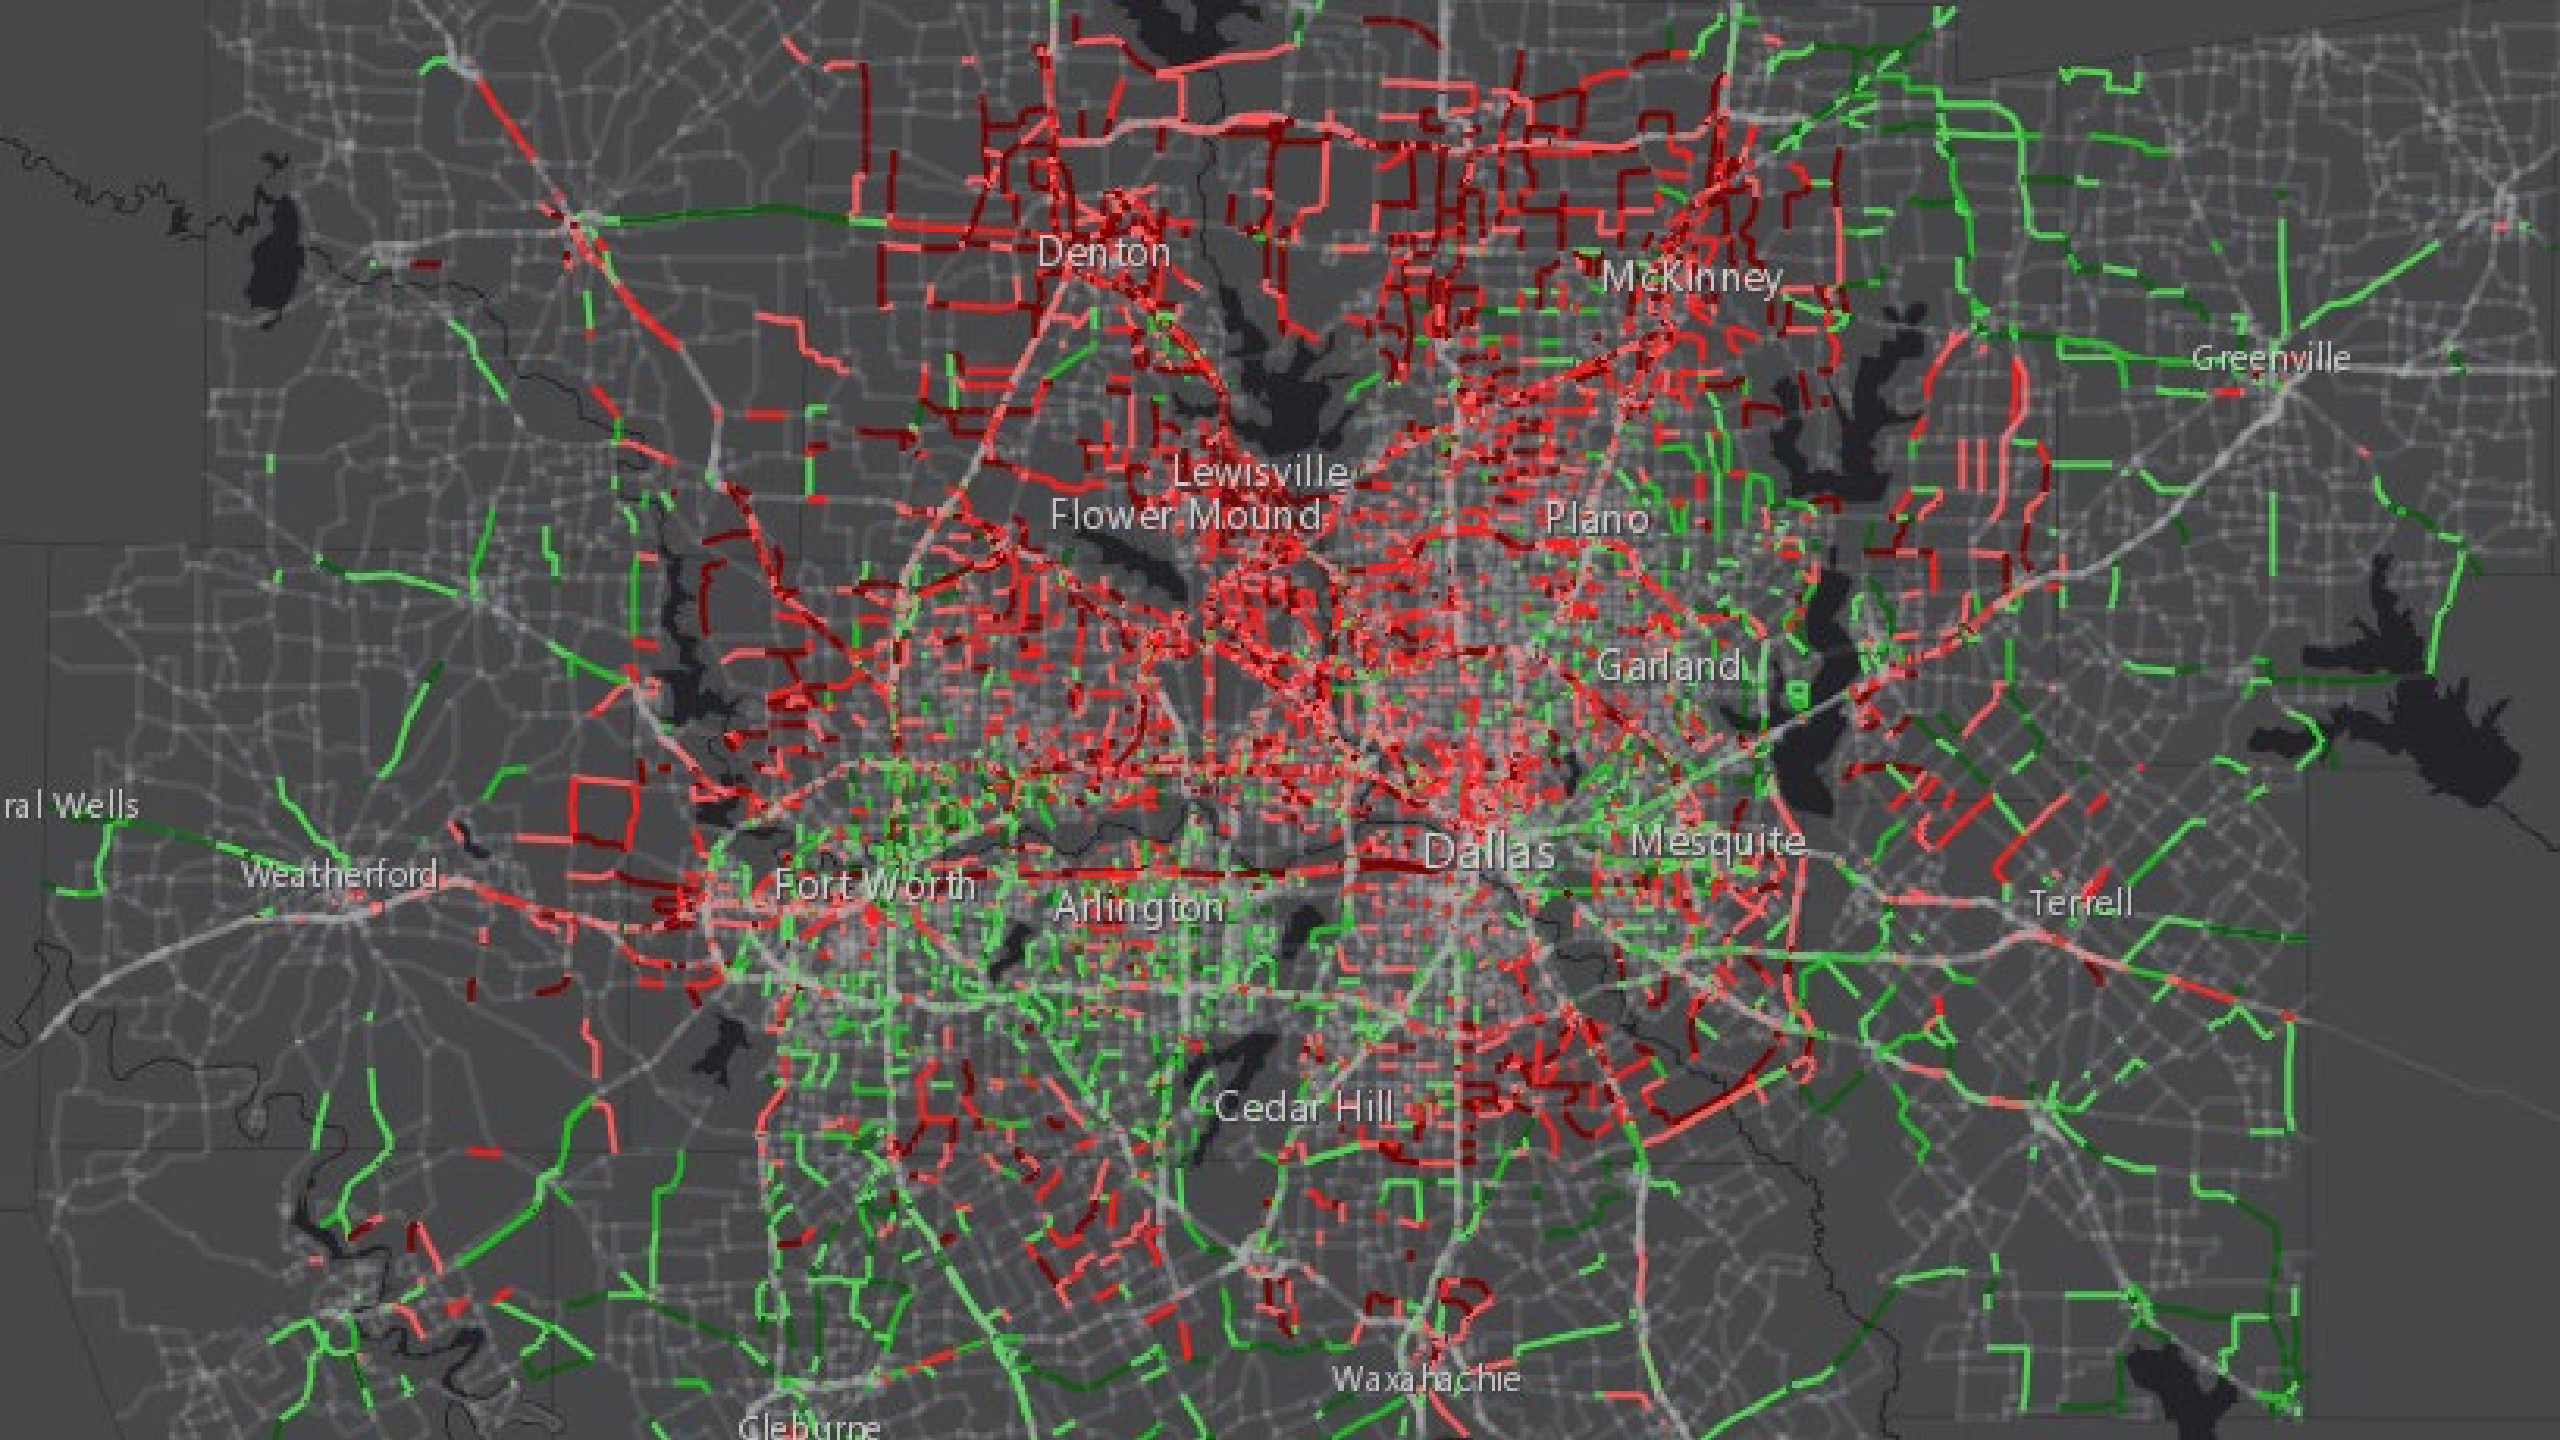 Denton
McKinney
Greenville
Lewisville
Flower Mound
Plano
Garland
ral Wells
Weatherford
Fort Worth
Arlington
Dallas
Mesquite
Terrell
Cedar Hill
Waxahachie
Cleburne